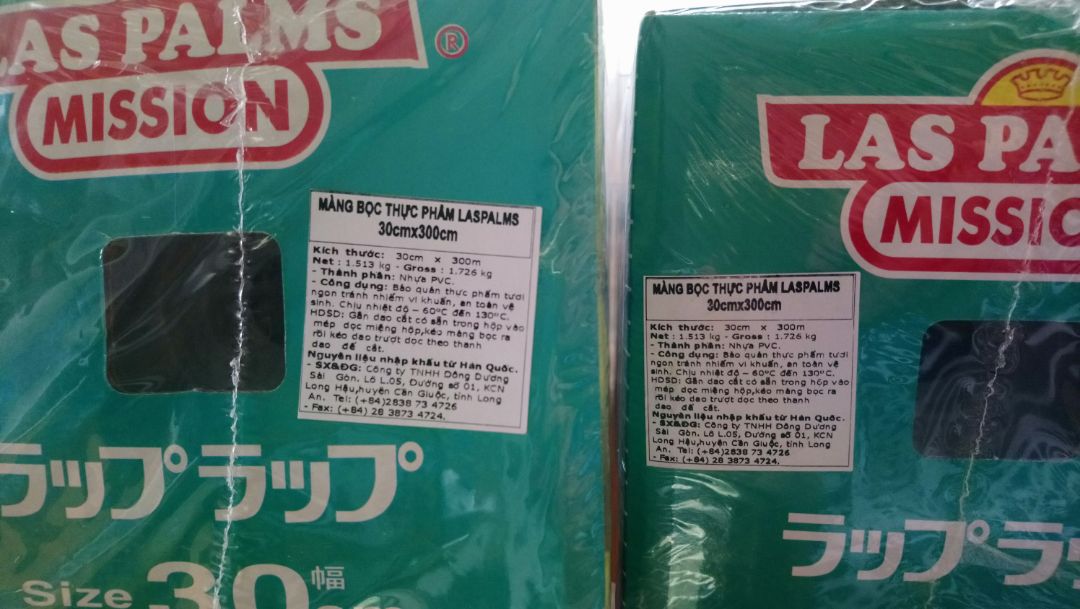 LAS PALMS ®
MISSION
MÀNG BỌC THỰC PHẨM LASPALMS
30cmx300cm
Kích thước: 30cm x 300m
Net : 1.513 kg - Gross : 1.726 kg
- Thành phần: Nhựa PVC.
- Công dụng: Bảo quản thực phẩm tươi
ngon tránh nhiễm vi khuẩn, an toàn vệ
sinh. Chịu nhiệt độ – 60ºC đến 130ºC.
HDSD: Gắn dao cắt có sẵn trong hộp vào
mép dọc miệng hộp,kéo màng bọc ra
rồi kéo dao trượt dọc theo thanh
dao để cắt.
Nguyên liệu nhập khẩu từ Hàn Quốc.
- SX&ĐG: Công ty TNHH Đông Dương
Sài Gòn. Lô L.05, Đường số 01, KCN
Long Hậu,huyện Cần Giuộc, tỉnh Long
An. Tel: (+84)2838 73 4726
- Fax: (+84) 28 3873 4724.
ラップ ラップ
Size 30cm 幅
LAS PA
MISSIO
MÀNG BỌC THỰC PHẨM LASPALMS
30cmx300cm
Kích thước: 30cm x 300m
Net : 1.513 kg - Gross : 1.726 kg
- Thành phần: Nhựa PVC.
- Công dụng: Bảo quản thực phẩm tươi
ngon tránh nhiễm vi khuẩn, an toàn vệ
sinh. Chịu nhiệt độ – 60ºC đến 130ºC.
HDSD: Gắn dao cắt có sẵn trong hộp vào
mép dọc miệng hộp,kéo màng bọc ra
rồi kéo dao trượt dọc theo thanh
dao để cắt.
Nguyên liệu nhập khẩu từ Hàn Quốc.
- SX&ĐG: Công ty TNHH Đông Dương
Sài Gòn. Lô L.05, Đường số 01, KCN
Long Hậu,huyện Cần Giuộc, tỉnh Long
An. Tel: (+84)2838 73 4726
- Fax: (+84) 28 3873 4724.
ラップ ラ